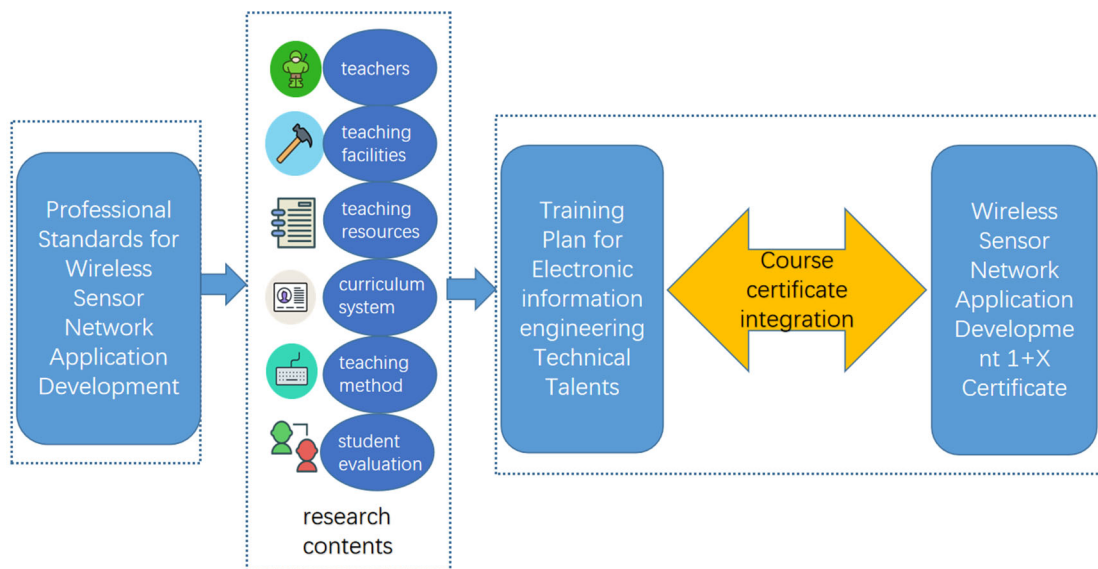 Professional
Standards for
Wireless
Sensor
Network
Application
Development
teachers
teaching
facilities
teaching
resources
curriculum
system
teaching
method
student
evaluation
research
contents
Training
Plan for
Electronic
information
engineering
Technical
Talents
Course
certificate
integration
Wireless
Sensor
Network
Application
Developme
nt 1+X
Certificate